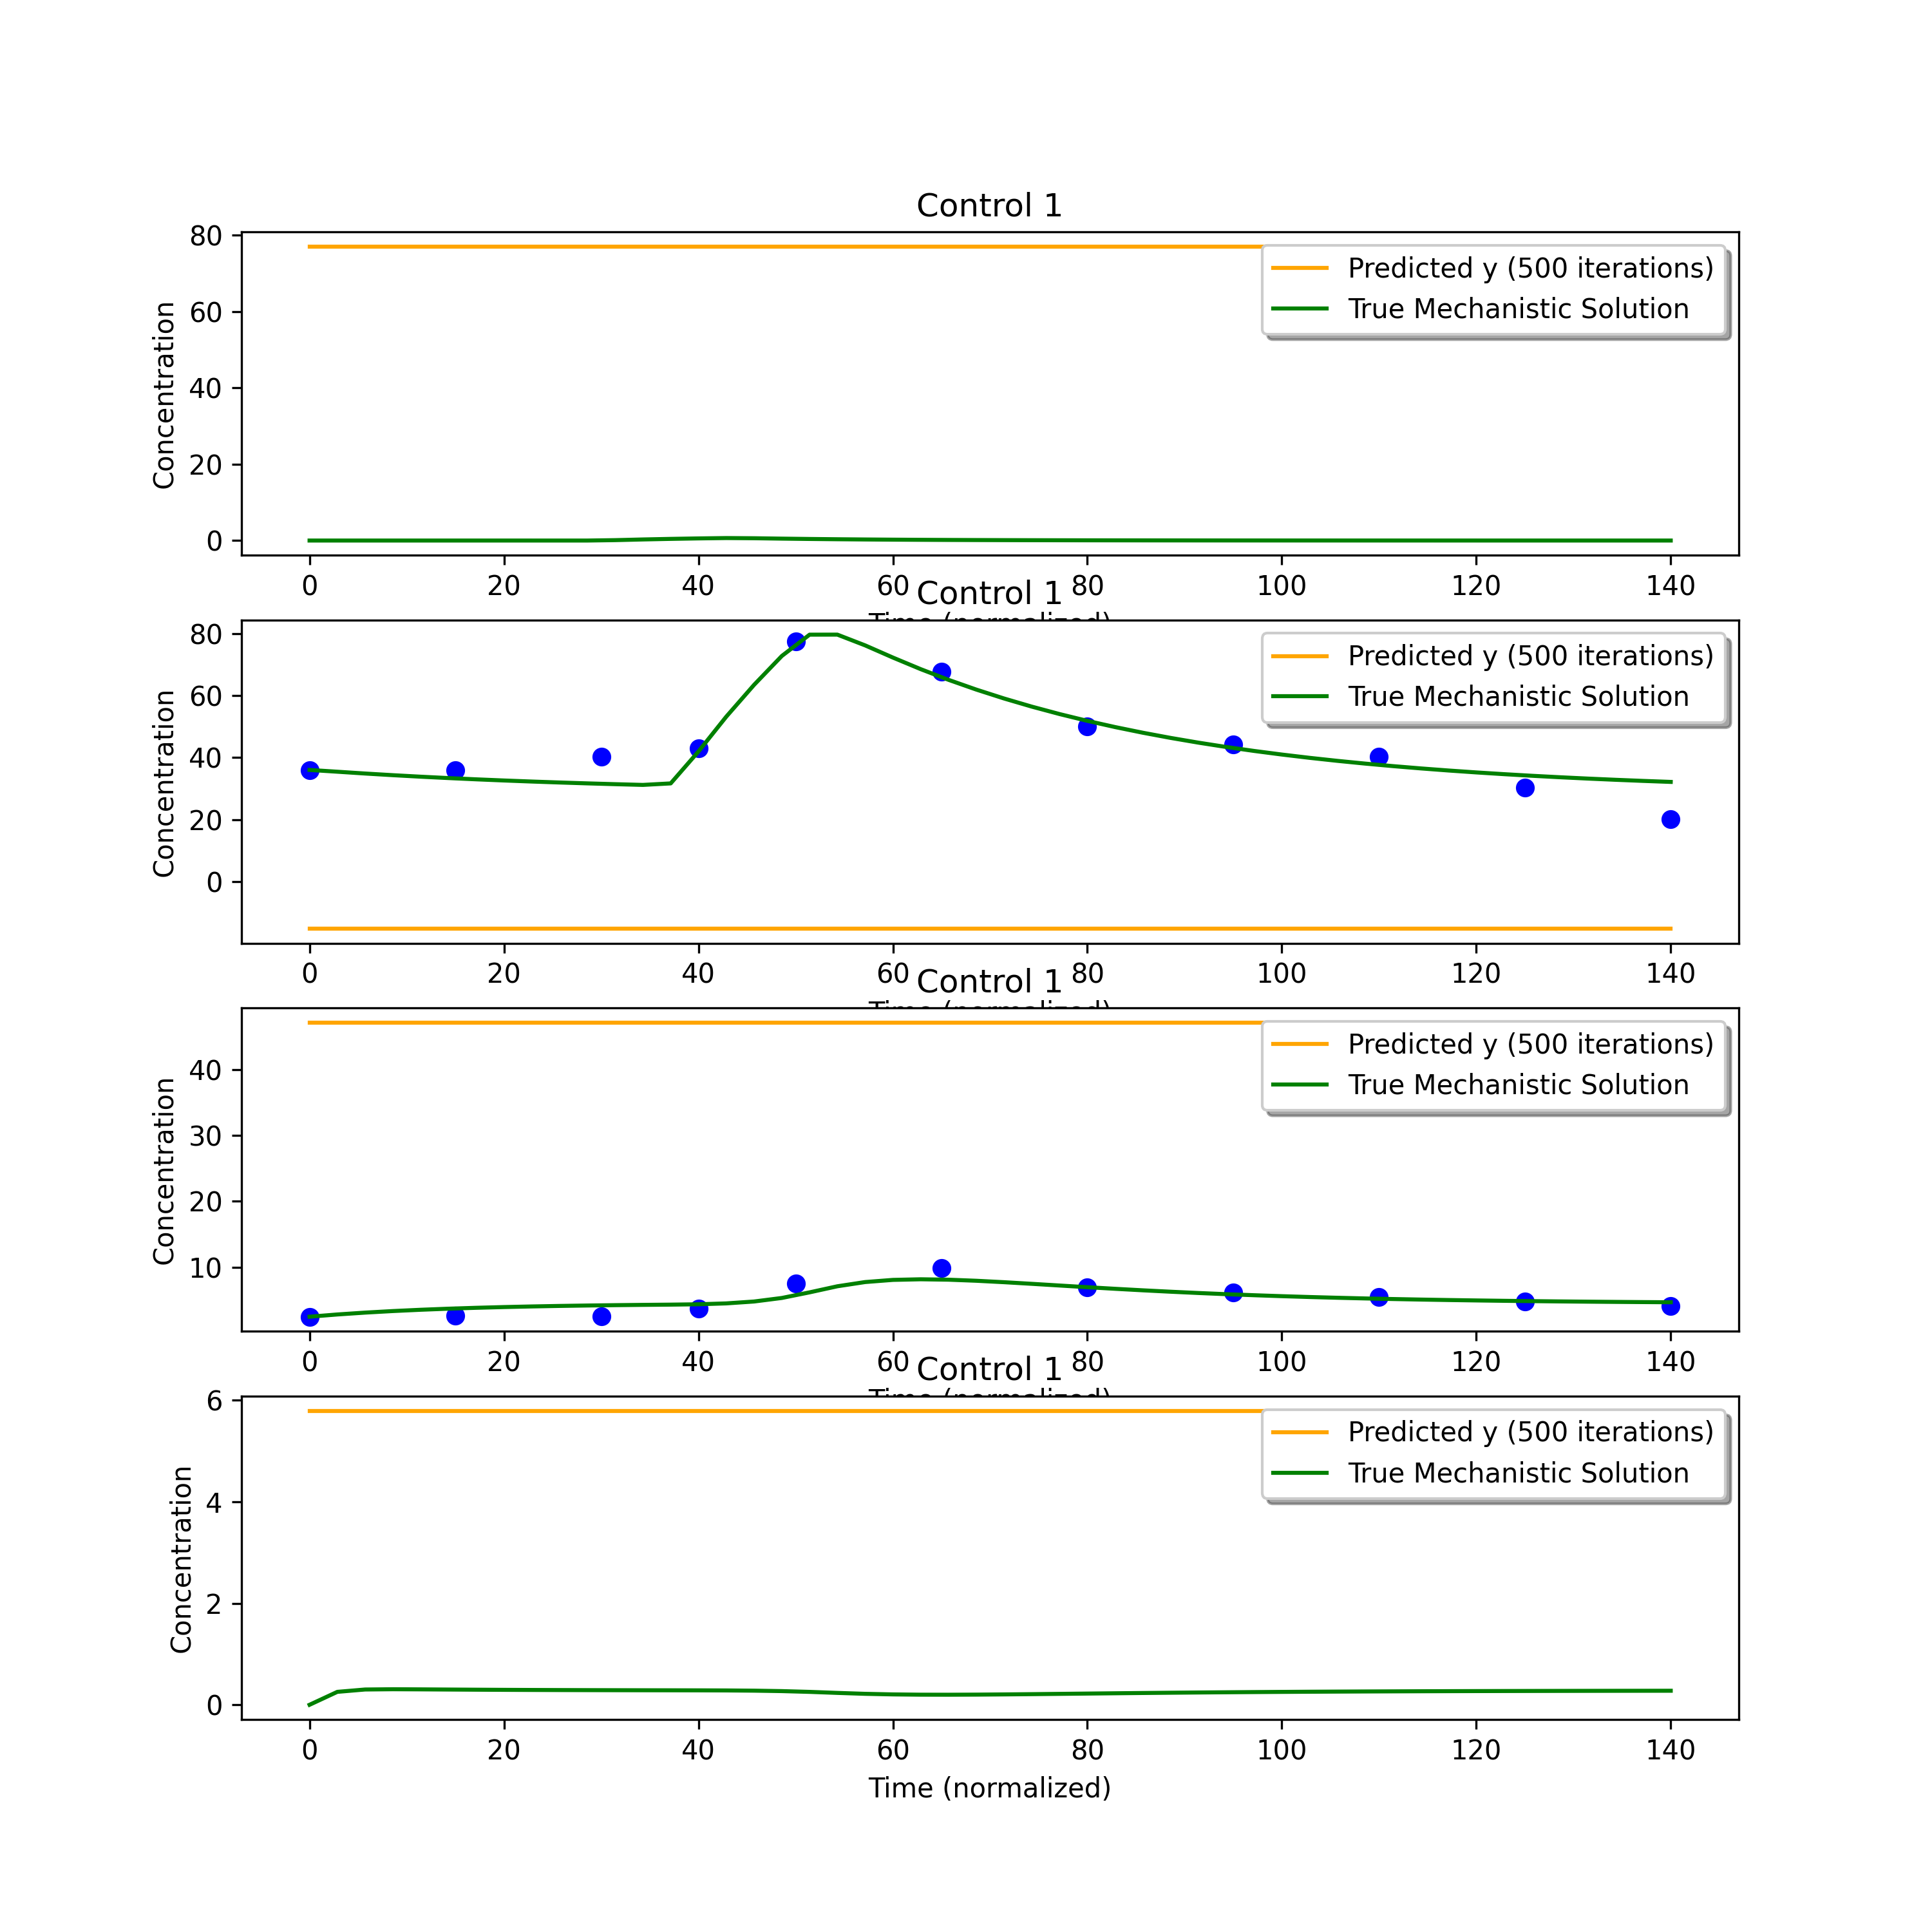 Control 1
80
60
40
20
0
Concentration
Predicted y (500 iterations)
True Mechanistic Solution
0 20 40 60 80 100 120 140
Control 1
80
60
40
20
0
Concentration
Predicted y (500 iterations)
True Mechanistic Solution
0 20 40 60 80 100 120 140
Control 1
40
30
20
10
Concentration
Predicted y (500 iterations)
True Mechanistic Solution
0 20 40 60 80 100 120 140
Control 1
6
4
2
0
Concentration
Predicted y (500 iterations)
True Mechanistic Solution
0 20 40 60 80 100 120 140
Time (normalized)